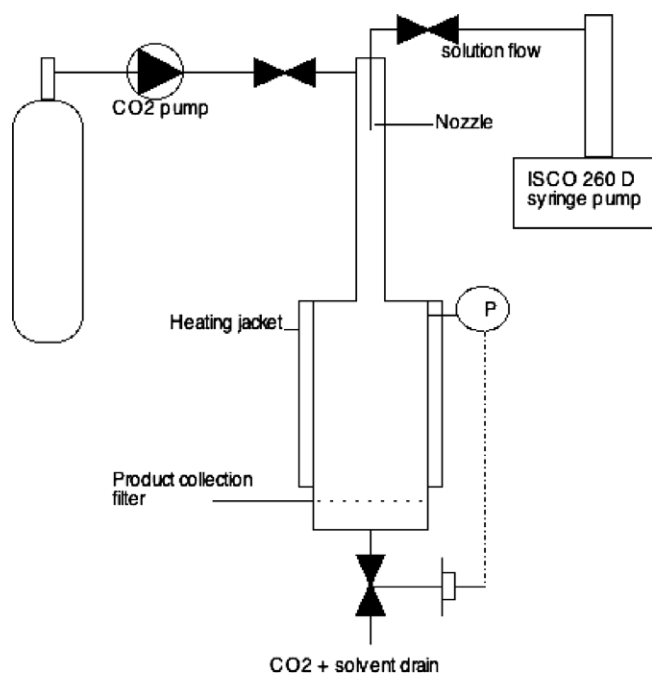 solution flow
CO2 pump
Nozzle
ISCO 260 D
syringe pump
P
Heating jacket
Product collection
filter
CO2 + solvent drain